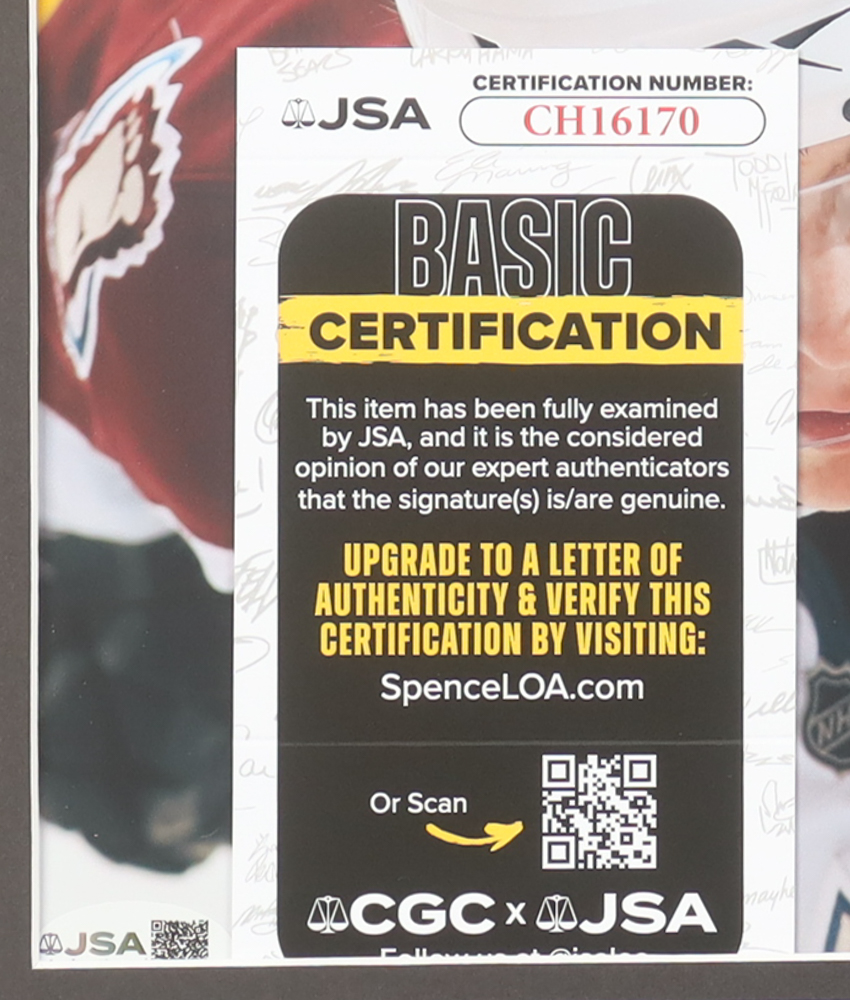 CERTIFICATION NUMBER:
JSA
CH16170
BASIC
CERTIFICATION
This item has been fully examined
by JSA, and it is the considered
opinion of our expert authenticators
that the signature(s) is/are genuine.
UPGRADE TO A LETTER OF
AUTHENTICITY & VERIFY THIS
CERTIFICATION BY VISITING:
SpenceLOA.com
Or Scan
CGC x JSA
JSA